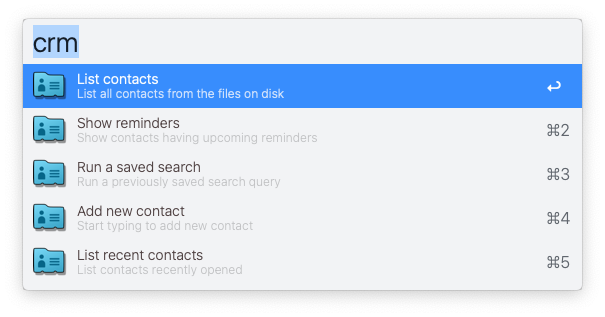 crm
List contacts
List all contacts from the files on disk
↩
Show reminders
Show contacts having upcoming reminders
⌘2
Run a saved search
Run a previously saved search query
⌘3
Add new contact
Start typing to add new contact
⌘4
List recent contacts
List contacts recently opened
⌘5